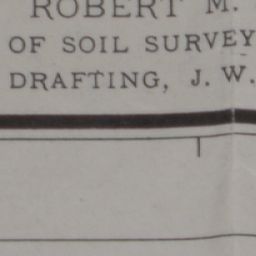 ROBERT M.
OF SOIL SURVEY
DRAFTING, J. W.